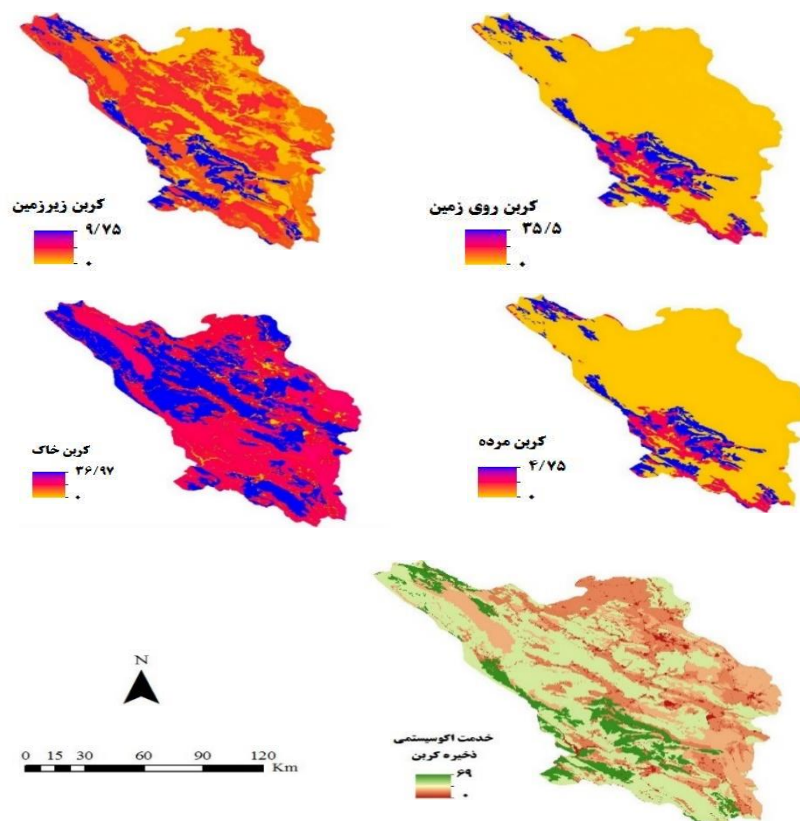 کربن زیرزمین
۹/۷۵
۰
کربن روی زمین
۳۵/۵
۰
کربن خاک
۳۶/۹۷
۰
کربن مرده
۴/۷۵
۰
N
0 15 30 60 90 120
Km
خدمت اکوسیستمی
ذخیره کربن
۶۹
۰